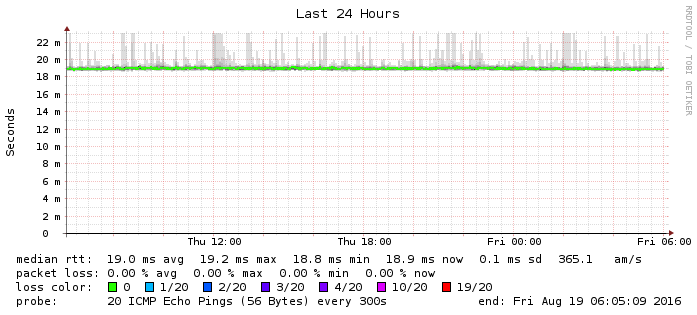 Last 24 Hours
RRDTOOL / TOBI OETIKER
Seconds
22 m
20 m
18 m
16 m
14 m
12 m
10 m
8 m
6 m
4 m
2 m
0
Thu 12:00 Thu 18:00 Fri 00:00 Fri 06:00
median rtt: 19.0 ms avg 19.2 ms max 18.8 ms min 18.9 ms now 0.1 ms sd 365.1 am/s
packet loss: 0.00 % avg 0.00 % max 0.00 % min 0.00 % now
loss color: 0 1/20 2/20 3/20 4/20 10/20 19/20
probe: 20 ICMP Echo Pings (56 Bytes) every 300s end: Fri Aug 19 06:05:09 2016